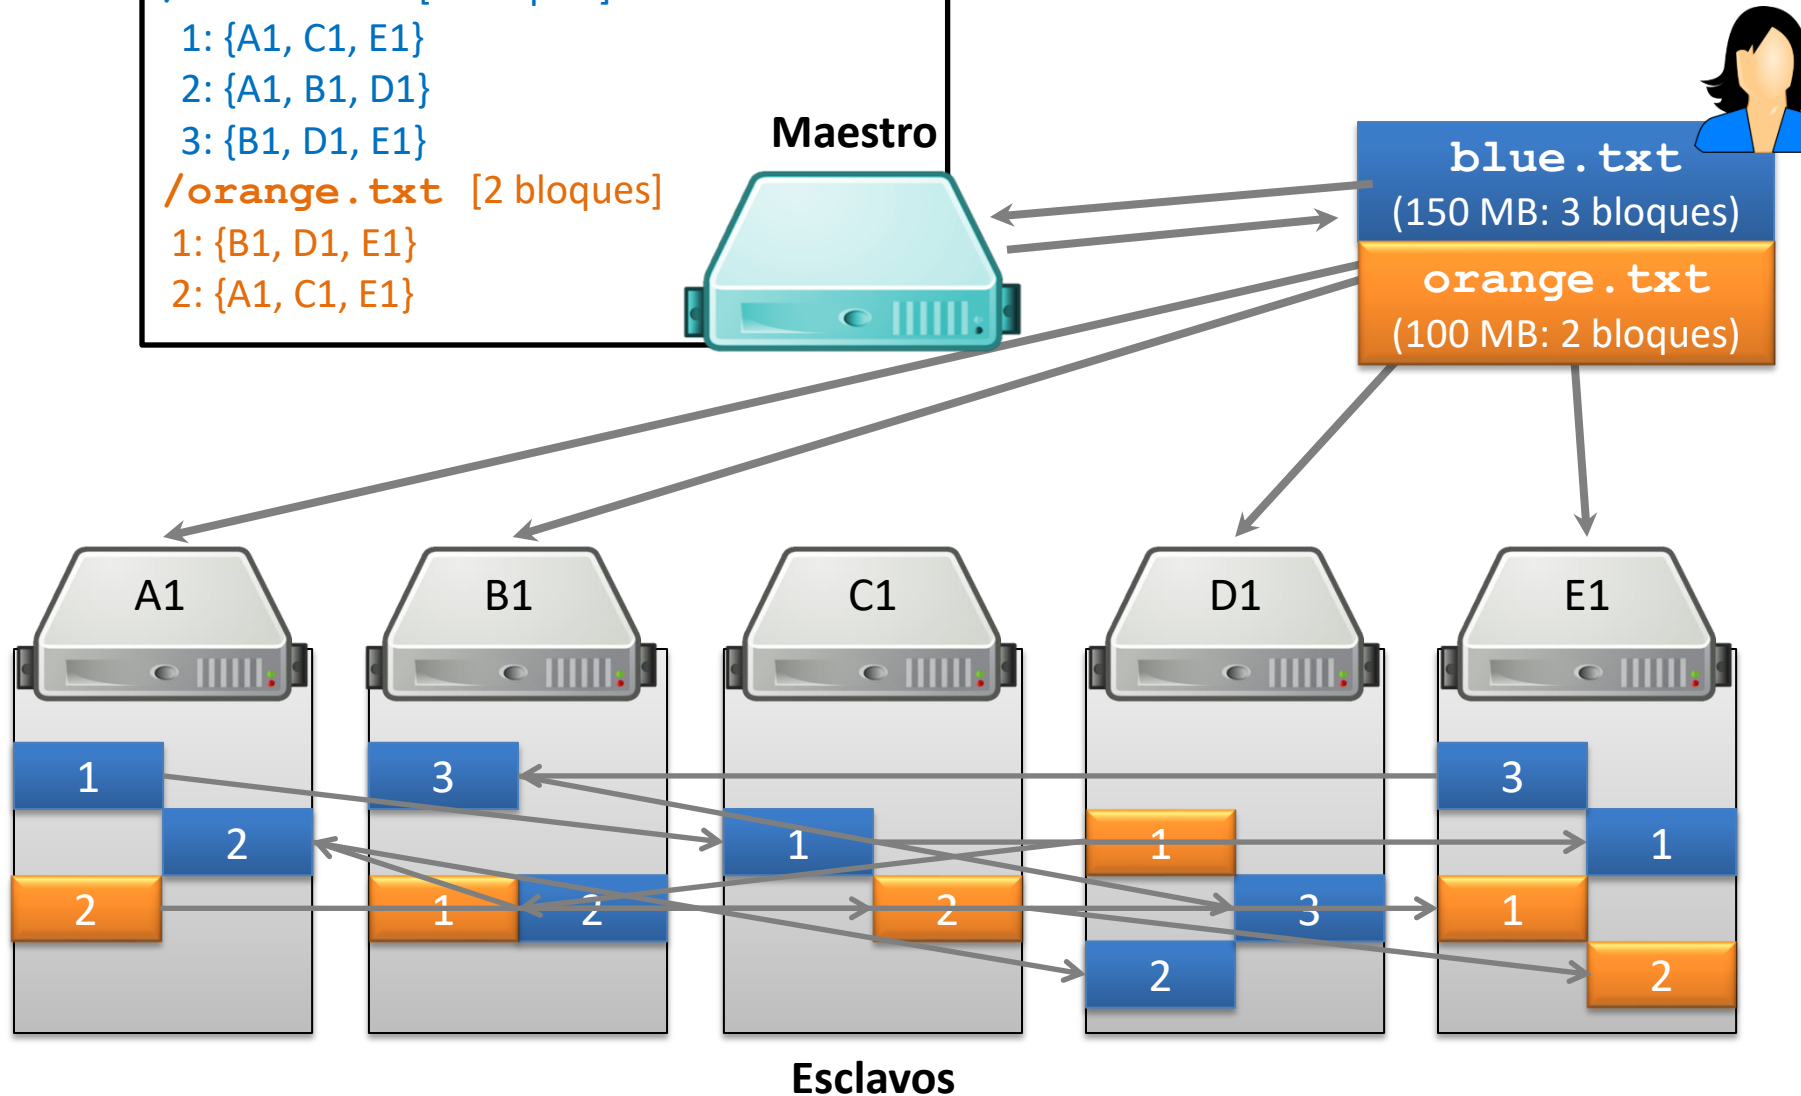 1: {A1, C1, E1}
2: {A1, B1, D1}
3: {B1, D1, E1}
/orange.txt [2 bloques]
1: {B1, D1, E1}
2: {A1, C1, E1}
Maestro
blue.txt
(150 MB: 3 bloques)
orange.txt
(100 MB: 2 bloques)
A1
B1
C1
D1
E1
1
3
3
2
1
1
1
2
1
2
2
3
1
2
2
Esclavos